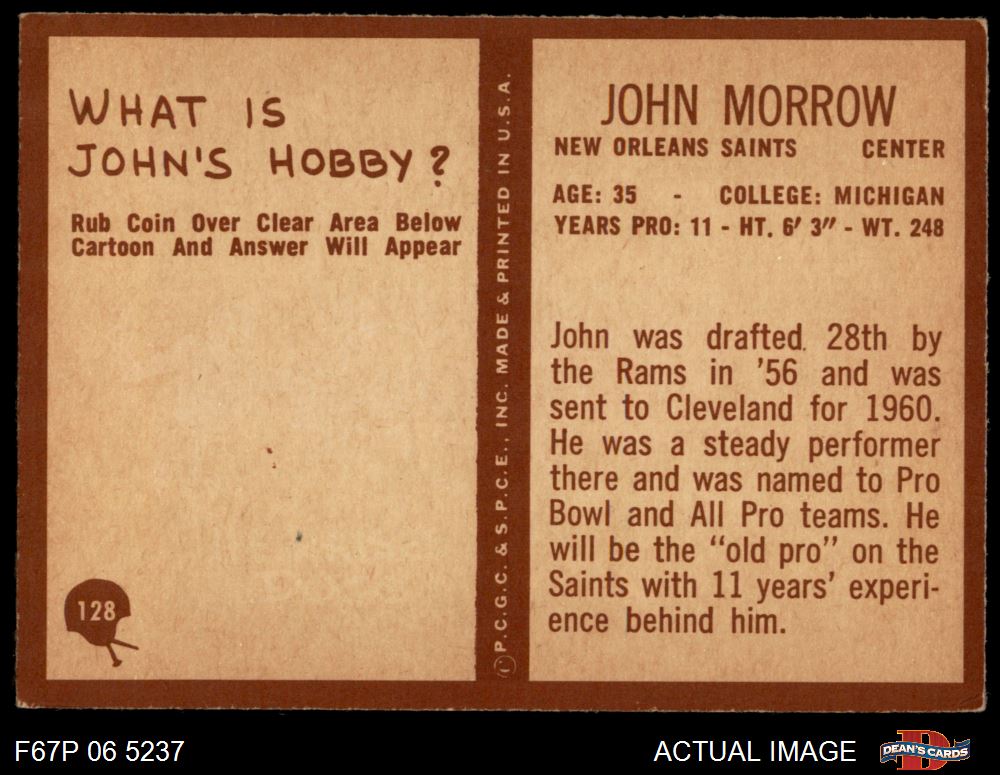 WHAT IS
JOHN'S HOBBY?
Rub Coin Over Clear Area Below
Cartoon And Answer Will Appear
128
©P.C.G.C. & S.P.C.E., INC. MADE & PRINTED IN U.S.A.
JOHN MORROW
NEW ORLEANS SAINTS CENTER
AGE: 35 - COLLEGE: MICHIGAN
YEARS PRO: 11 - HT. 6' 3" - WT. 248
John was drafted 28th by
the Rams in '56 and was
sent to Cleveland for 1960.
He was a steady performer
there and was named to Pro
Bowl and All Pro teams. He
will be the "old pro" on the
Saints with 11 years' experi-
ence behind him.
F67P 06 5237
ACTUAL IMAGE
DEAN'S CARDS